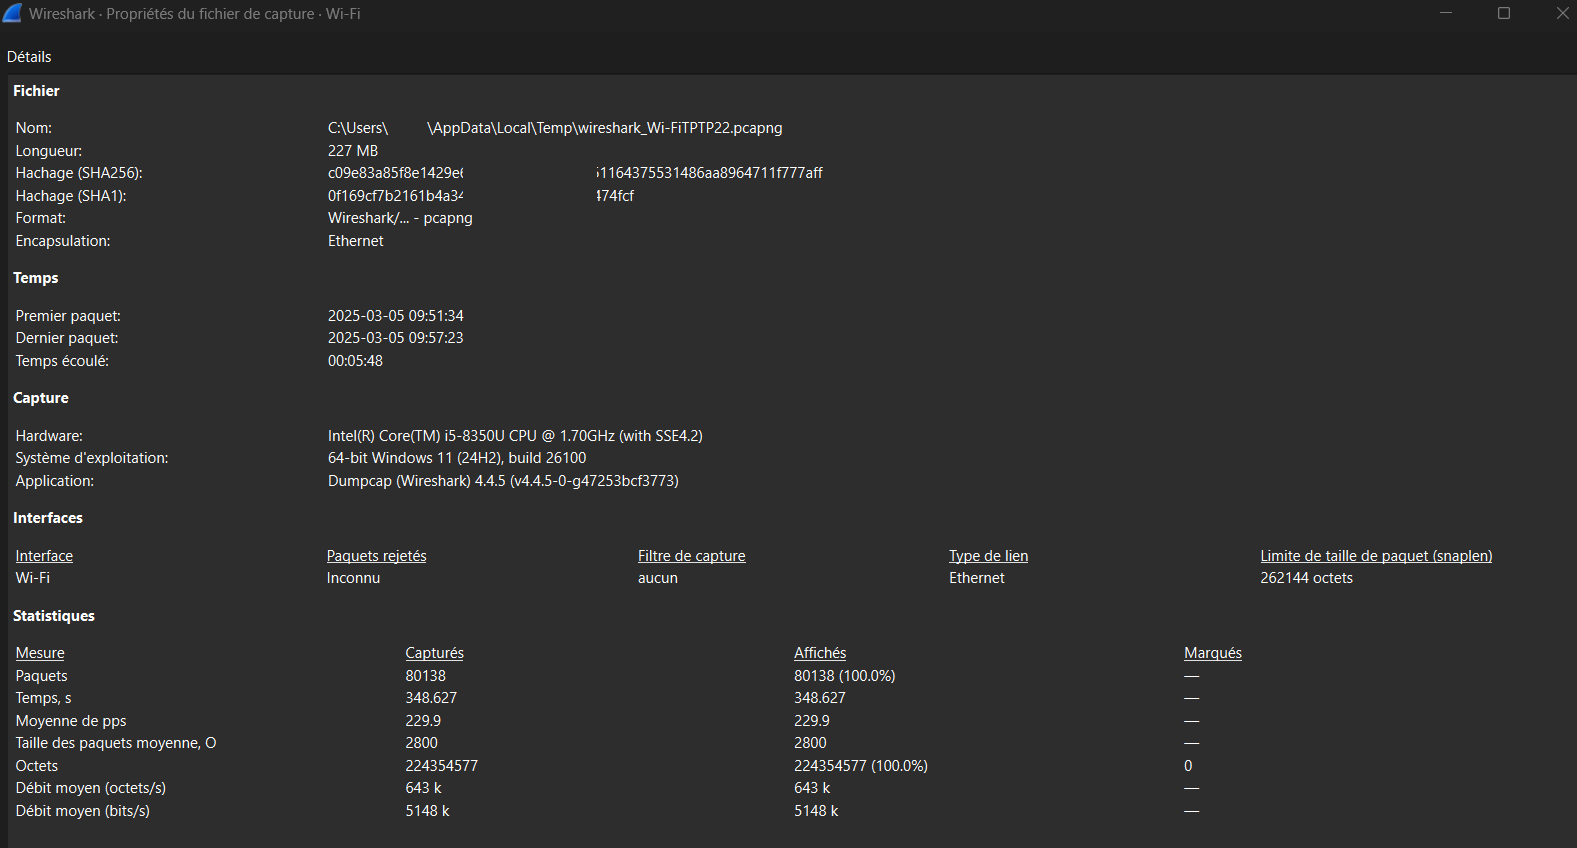 Wireshark · Propriétés du fichier de capture · Wi-Fi
Détails
Fichier
Nom: C:\Users\ \AppData\Local\Temp\wireshark_Wi-FiTPTP22.pcapng
Longueur: 227 MB
Hachage (SHA256): c09e83a85f8e1429e 1164375531486aa8964711f777aff
Hachage (SHA1): 0f169cf7b2161b4a34 474fcf
Format: Wireshark/... - pcapng
Encapsulation: Ethernet
Temps
Premier paquet: 2025-03-05 09:51:34
Dernier paquet: 2025-03-05 09:57:23
Temps écoulé: 00:05:48
Capture
Hardware: Intel(R) Core(TM) i5-8350U CPU @ 1.70GHz (with SSE4.2)
Système d'exploitation: 64-bit Windows 11 (24H2), build 26100
Application: Dumpcap (Wireshark) 4.4.5 (v4.4.5-0-g47253bcf3773)
Interfaces
Interface Paquets rejetés Filtre de capture Type de lien Limite de taille de paquet (snaplen)
Wi-Fi Inconnu aucun Ethernet 262144 octets
Statistiques
Mesure Capturés Affichés Marqués
Paquets 80138 80138 (100.0%) —
Temps, s 348.627 348.627 —
Moyenne de pps 229.9 229.9 —
Taille des paquets moyenne, O 2800 2800 —
Octets 224354577 224354577 (100.0%) 0
Débit moyen (octets/s) 643 k 643 k —
Débit moyen (bits/s) 5148 k 5148 k —